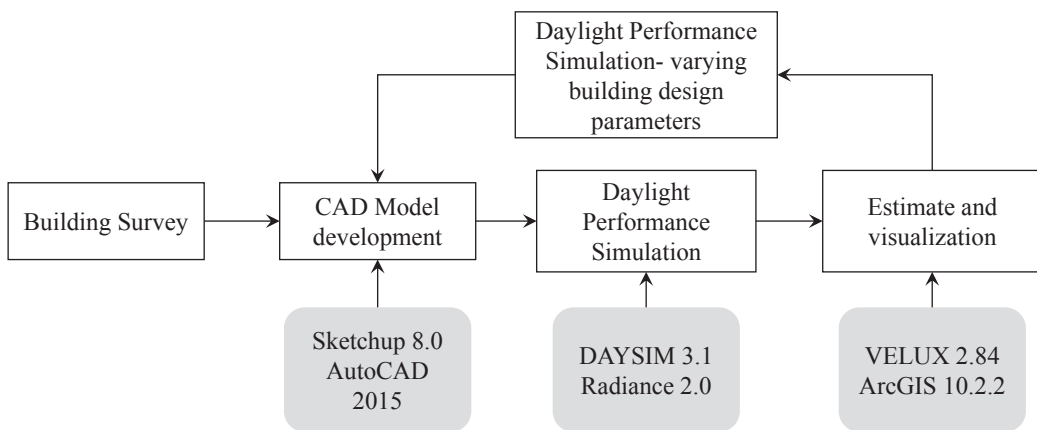 Daylight Performance
Simulation- varying
building design
parameters
Building Survey
CAD Model
development
Daylight
Performance
Simulation
Estimate and
visualization
Sketchup 8.0
AutoCAD
2015
DAYSIM 3.1
Radiance 2.0
VELUX 2.84
ArcGIS 10.2.2